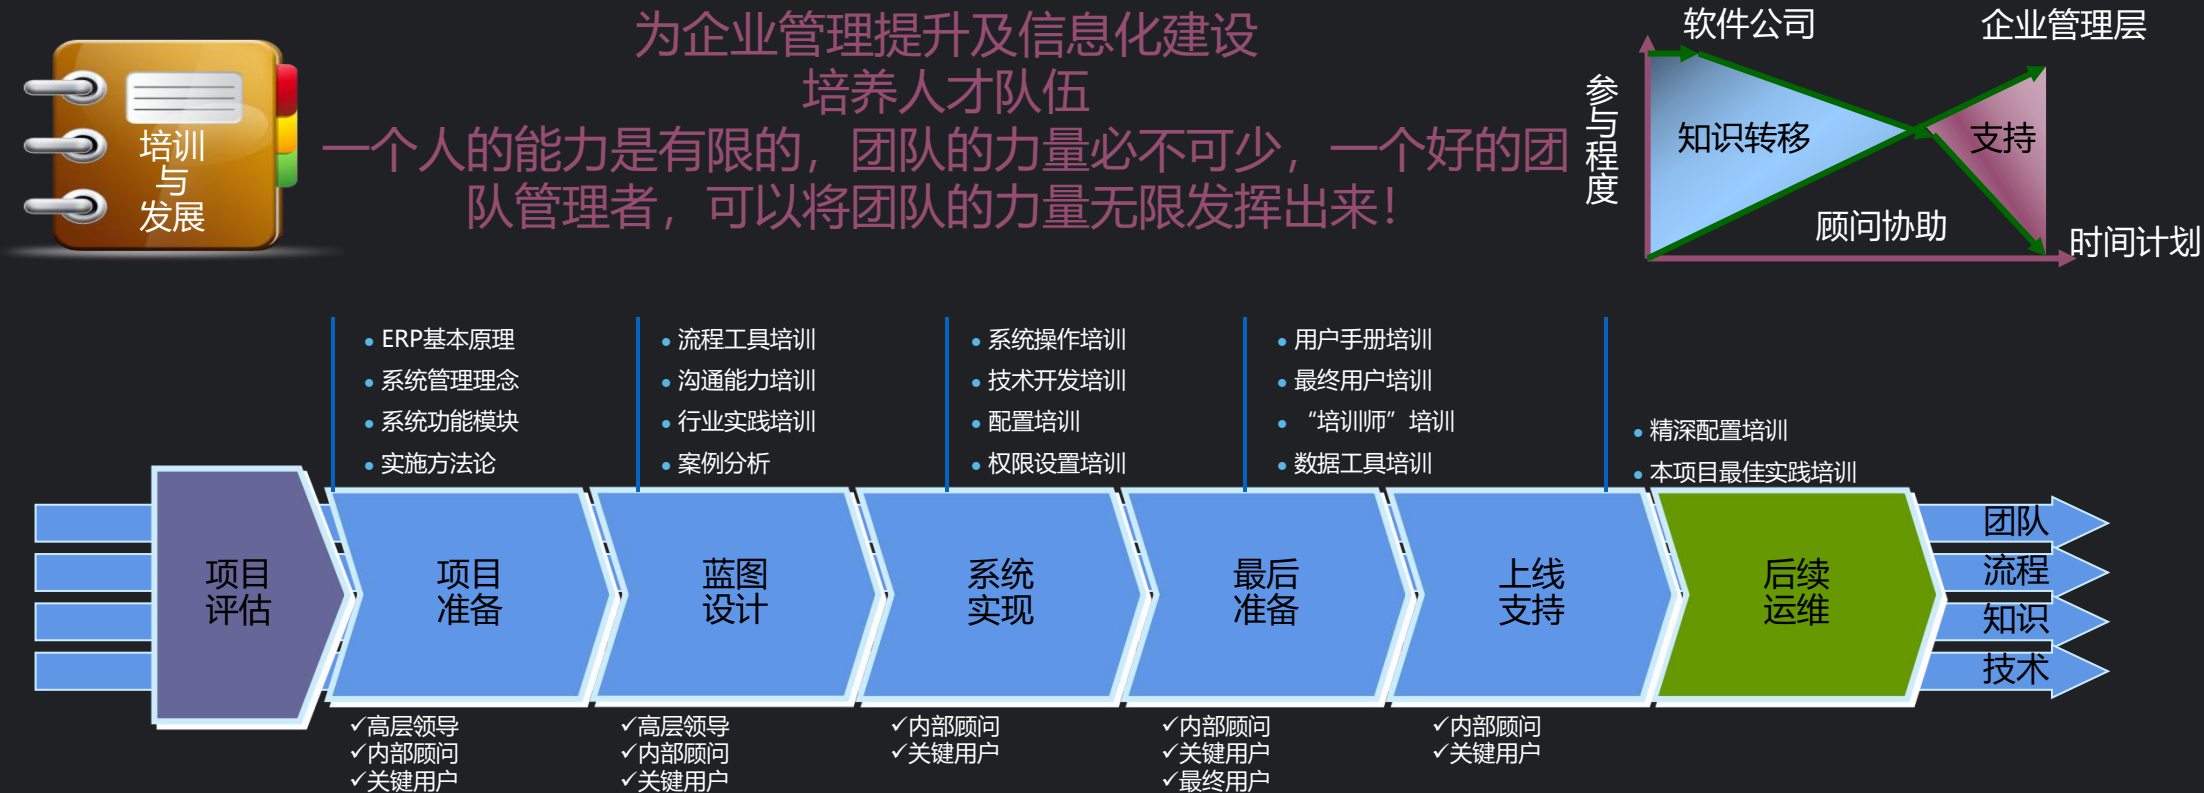 为企业管理提升及信息化建设
培养人才队伍
一个人的能力是有限的，团队的力量必不可少，一个好的团
队管理者，可以将团队的力量无限发挥出来！
培训
与
发展
软件公司
企业管理层
参与程度
知识转移
支持
顾问协助
时间计划
ERP基本原理
系统管理理念
系统功能模块
实施方法论
流程工具培训
沟通能力培训
行业实践培训
案例分析
系统操作培训
技术开发培训
配置培训
权限设置培训
用户手册培训
最终用户培训
“培训师”培训
数据工具培训
精深配置培训
本项目最佳实践培训
项目
评估
项目
准备
蓝图
设计
系统
实现
最后
准备
上线
支持
后续
运维
团队
流程
知识
技术
✓高层领导
✓内部顾问
✓关键用户
✓高层领导
✓内部顾问
✓关键用户
✓内部顾问
✓关键用户
✓内部顾问
✓关键用户
✓最终用户
✓内部顾问
✓关键用户